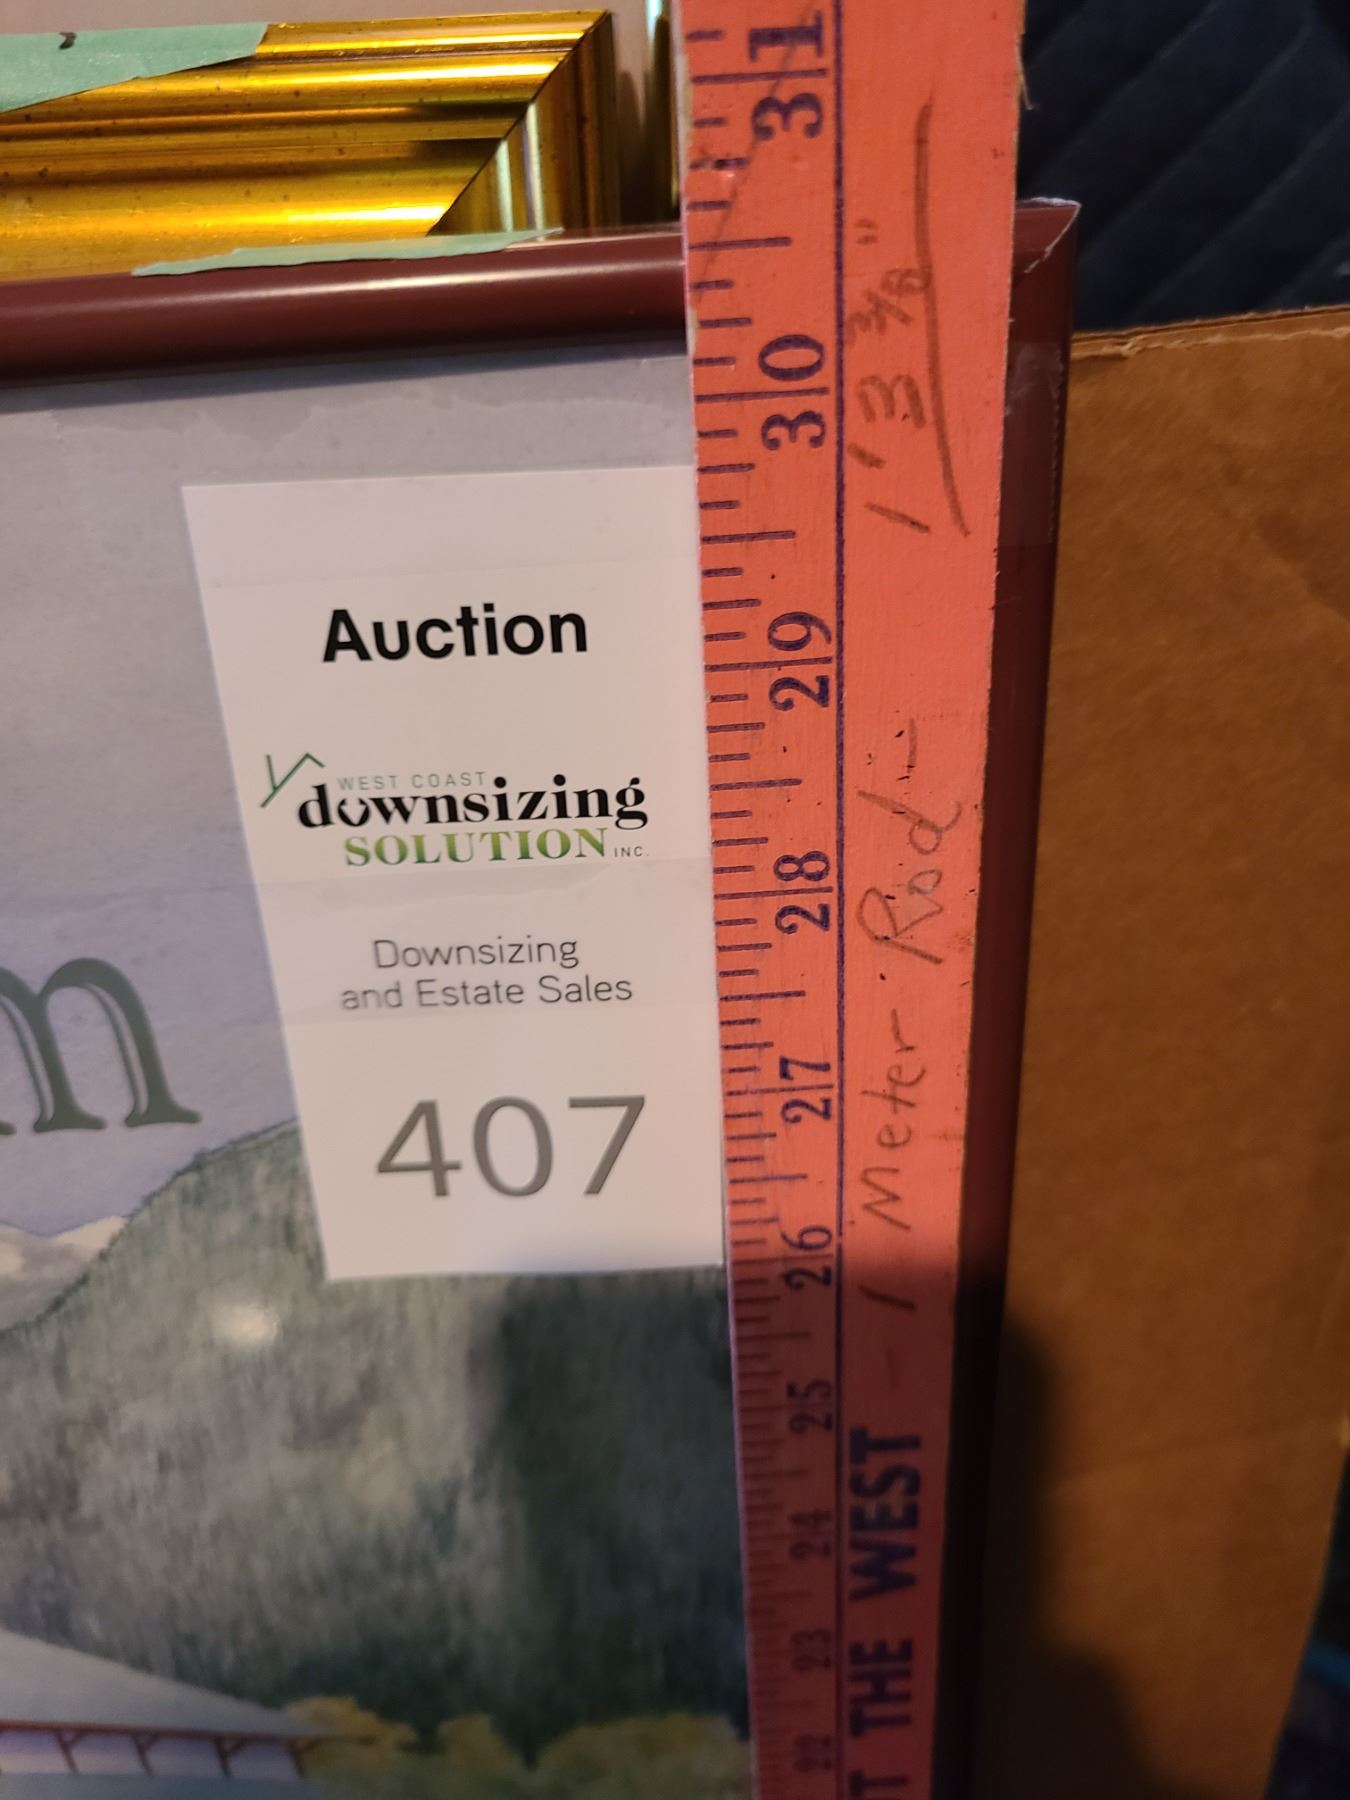 Auction
WEST COAST
downsizing
SOLUTION INC.
Downsizing
and Estate Sales
407
m
31
30
29
28
27
26
25
24
23
22
THE WEST
1 Meter Rod
1' 3 3/8"